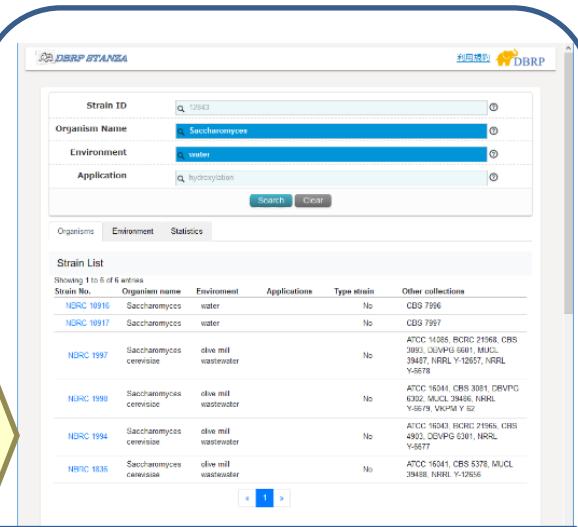 DBRP STANZA
利用規約 DBRP
Strain ID 12843
Organism Name Saccharomyces
Environment water
Application hydroxylation
Search Clear
Organisms Environment Statistics
Strain List
Showing 1 to 6 of 6 entries
Strain No. Organism name Enviroment Applications Type strain Other collections
NBRC 10916 Saccharomyces water No CBS 7996
NBRC 10917 Saccharomyces water No CBS 7997
NBRC 1997 Saccharomyces cerevisiae olive mill wastewater No ATCC 14085, BCRC 21968, CBS
3093, DBVPG 6601, MUCL
39487, NRRL Y-12657, NRRL
Y-6678
NBRC 1998 Saccharomyces cerevisiae olive mill wastewater No ATCC 16044, CBS 3081, DBVPG
6302, MUCL 39486, NRRL
Y-6679, VKPM Y 62
NBRC 1994 Saccharomyces cerevisiae olive mill wastewater No ATCC 16043, BCRC 21965, CBS
4903, DBVPG 6301, NRRL
Y-6677
NBRC 1836 Saccharomyces cerevisiae olive mill wastewater No ATCC 16041, CBS 5378, MUCL
39488, NRRL Y-12656
« 1 »